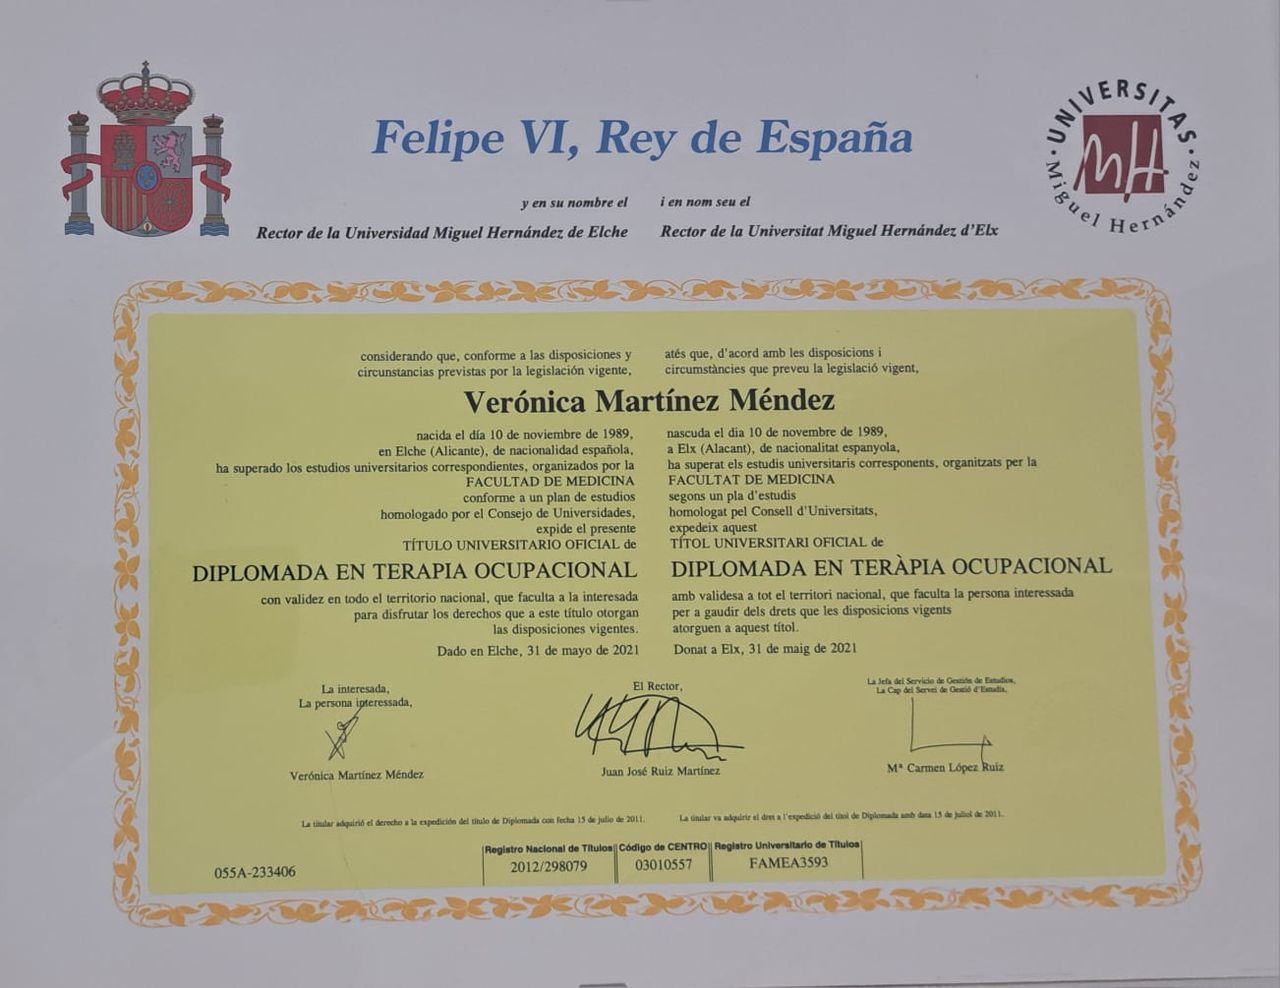 Felipe VI, Rey de España
UNIVERSITAS
Miguel Hernández
MH
y en su nombre el
Rector de la Universidad Miguel Hernández de Elche
i en nom seu el
Rector de la Universitat Miguel Hernández d'Elx
considerando que, conforme a las disposiciones y
circunstancias previstas por la legislación vigente,
atés que, d'acord amb les disposicions i
circumstàncies que preveu la legislació vigent,
Verónica Martínez Méndez
nacida el día 10 de noviembre de 1989,
en Elche (Alicante), de nacionalidad española,
ha superado los estudios universitarios correspondientes, organizados por la
FACULTAD DE MEDICINA
conforme a un plan de estudios
homologado por el Consejo de Universidades,
expide el presente
TÍTULO UNIVERSITARIO OFICIAL de
DIPLOMADA EN TERAPIA OCUPACIONAL
con validez en todo el territorio nacional, que faculta a la interesada
para disfrutar los derechos que a este título otorgan
las disposiciones vigentes.
Dado en Elche, 31 de mayo de 2021
nascuda el dia 10 de novembre de 1989,
a Elx (Alacant), de nacionalitat espanyola,
ha superat els estudis universitaris corresponents, organitzats per la
FACULTAT DE MEDICINA
segons un pla d'estudis
homologat pel Consell d'Universitats,
expedeix aquest
TÍTOL UNIVERSITARI OFICIAL de
DIPLOMADA EN TERÀPIA OCUPACIONAL
amb validesa a tot el territori nacional, que faculta la persona interessada
per a gaudir dels drets que les disposicions vigents
atorguen a aquest títol.
Donat a Elx, 31 de maig de 2021
La interesada,
La persona interessada,
Verónica Martínez Méndez
El Rector,
Juan José Ruiz Martínez
La Jefa del Servicio de Gestión de Estudios,
La Cap del Servei de Gestió d'Estudis,
Mª Carmen López Ruiz
La titular adquirió el derecho a la expedición del título de Diplomada con fecha 15 de julio de 2011.
La titular va adquirir el dret a l'expedició del títol de Diplomada amb data 15 de juliol de 2011.
055A-233406
Registro Nacional de Títulos
2012/298079
Código de CENTRO
03010557
Registro Universitario de Títulos
FAMEA3593